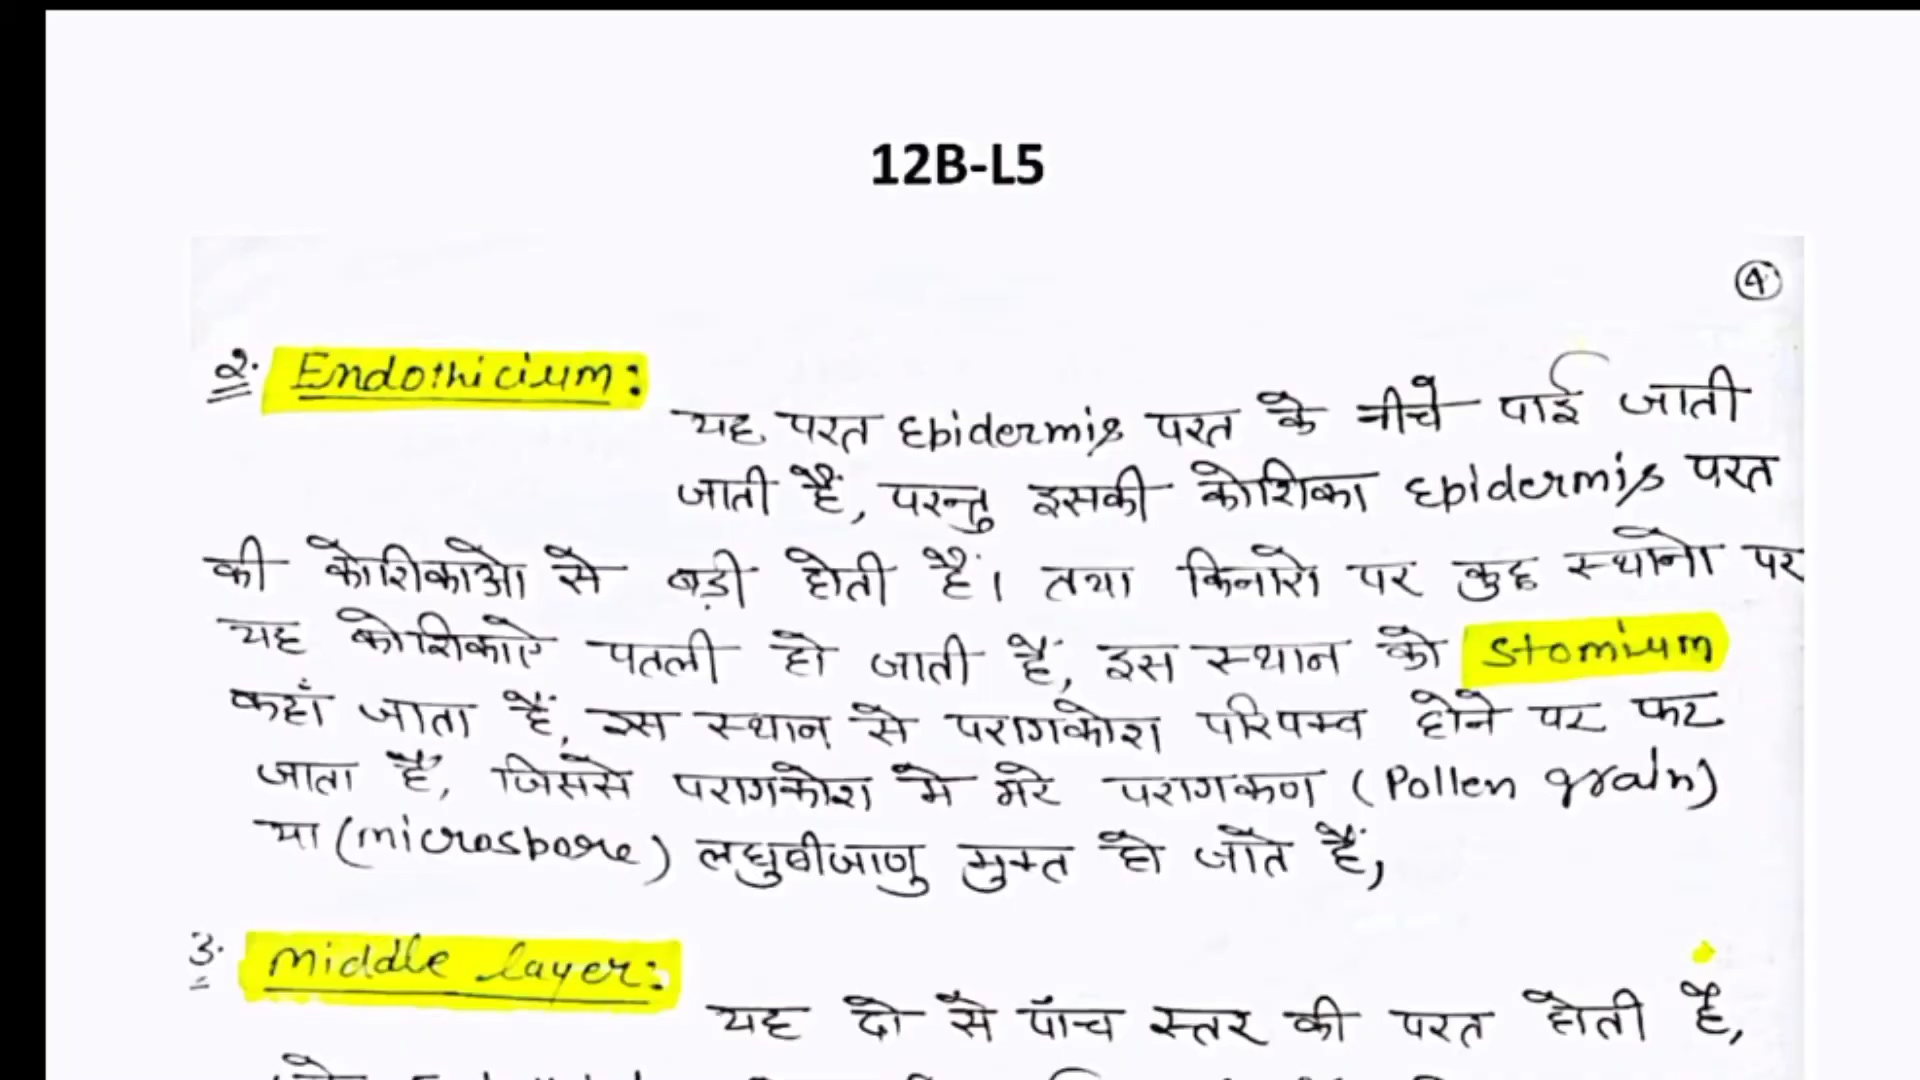 12B-L5
4
2. Endothicium:
यह परत Epidermis परत के नीचे पाई जाती
जाती हैं, परन्तु इसकी कोशिका Epidermis परत
की कोशिकाओ से बड़ी होती हैं। तथा किनारो पर कुछ स्थानो पर
यह कोशिकाऐ पतली हो जाती हैं, इस स्थान को Stomium
कहाँ जाता हैं, इस स्थान से परागकोश परिपक्व होने पर फट
जाता हैं, जिससे परागकोश मे भरे परागकण (Pollen grain)
या (microspore) लघुबीजाणु मुक्त हो जाते हैं,
3. middle layer:
यह दो से पाँच स्तर की परत होती है,